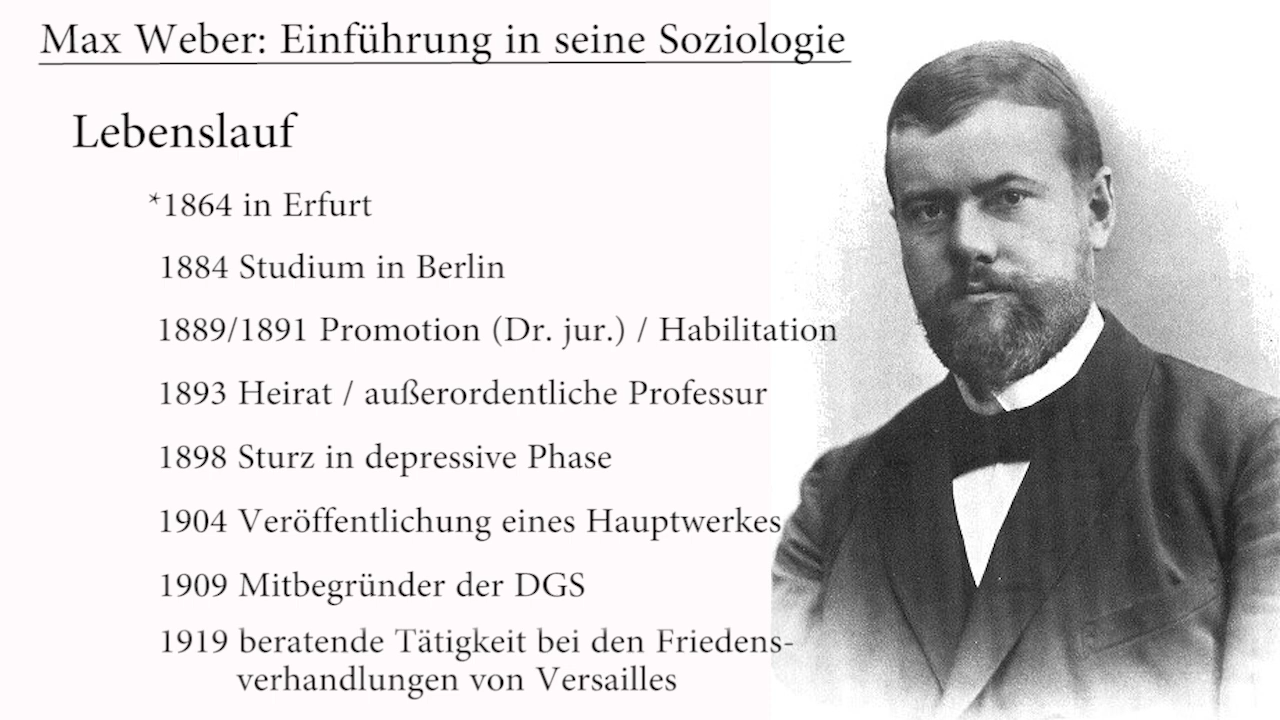 Max Weber: Einführung in seine Soziologie
Lebenslauf
*1864 in Erfurt
1884 Studium in Berlin
1889/1891 Promotion (Dr. jur.) / Habilitation
1893 Heirat / außerordentliche Professur
1898 Sturz in depressive Phase
1904 Veröffentlichung eines Hauptwerkes
1909 Mitbegründer der DGS
1919 beratende Tätigkeit bei den Friedens-
verhandlungen von Versailles